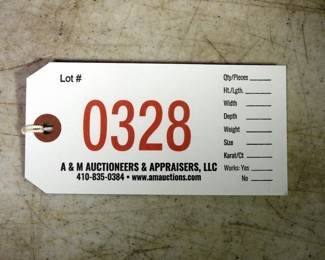 Lot #
0328
A & M AUCTIONEERS & APPRAISERS, LLC
410-835-0384 • www.amauctions.com
Qty/Pieces
Ht./Lgth.
Width
Depth
Weight
Size
Karat/Ct
Works: Yes
No